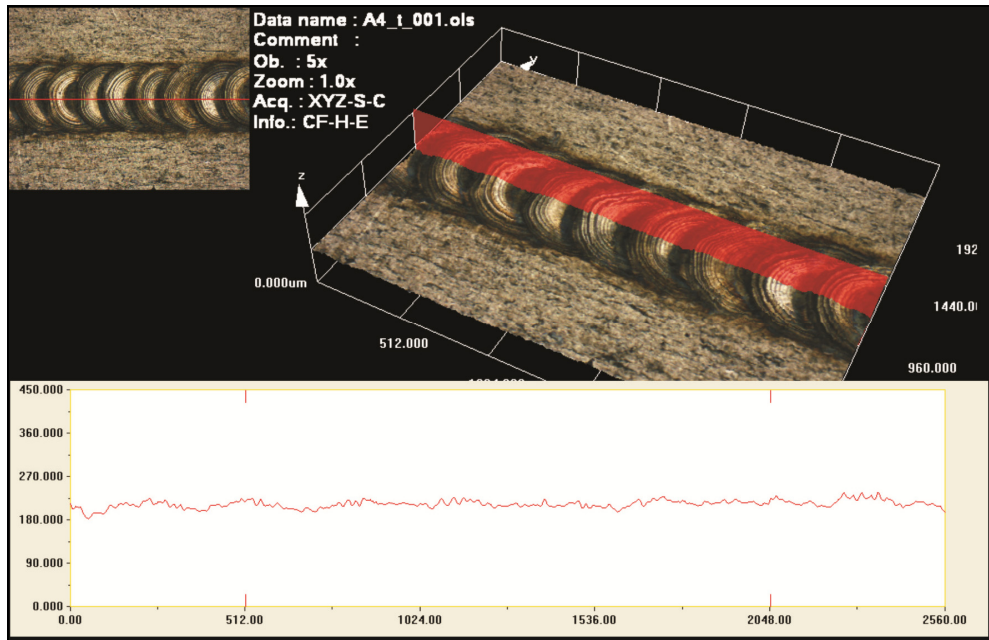 Data name : A4_t_001.ols
Comment :
Ob. : 5x
Zoom : 1.0x
Acq. : XYZ-S-C
Info.: CF-H-E
y
z
0.000um
512.000
192
1440.0
960.000
450.000
360.000
270.000
180.000
90.000
0.000
0.00
512.00
1024.00
1536.00
2048.00
2560.00